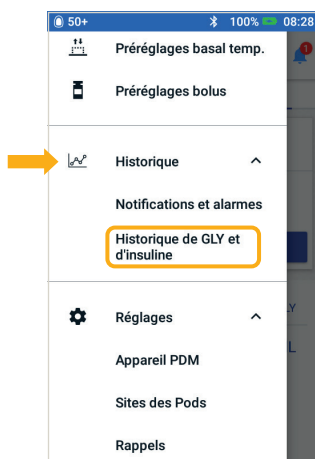 50+ 100% 08:28
Préréglages basal temp.
Préréglages bolus
Historique
Notifications et alarmes
Historique de GLY et
d'insuline
Réglages
LY
Appareil PDM
L
Sites des Pods
Rappels